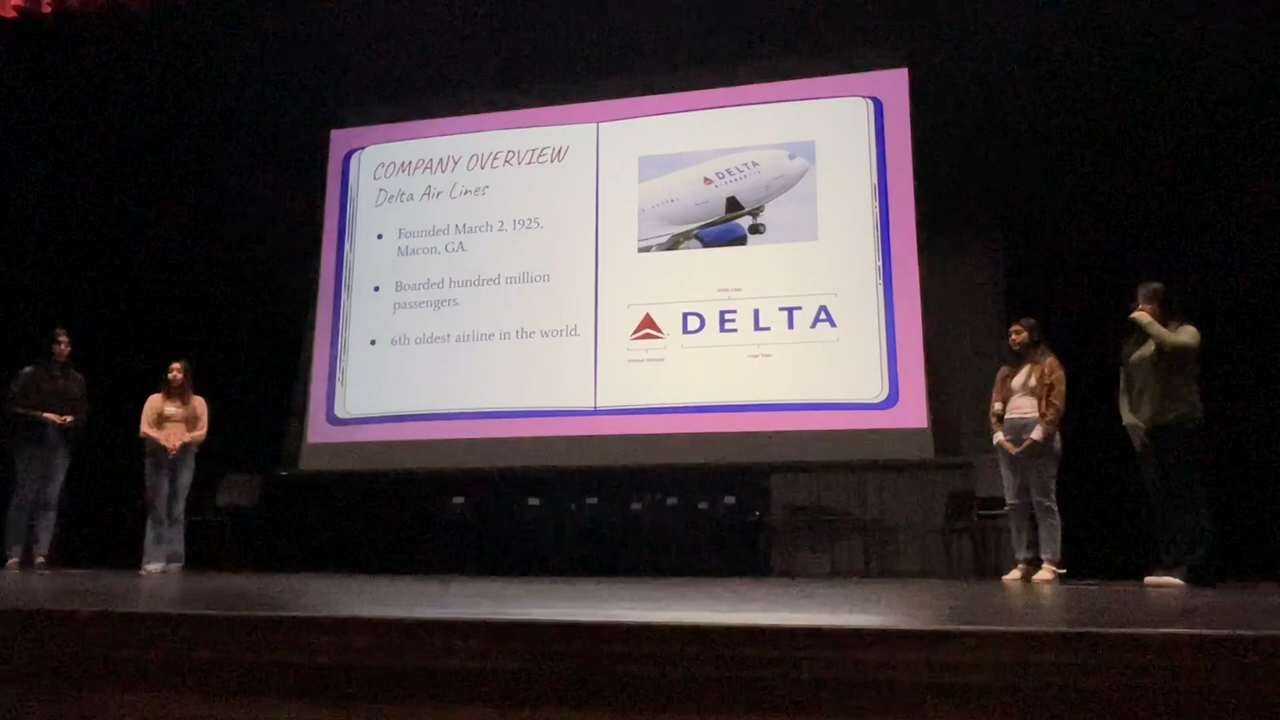 COMPANY OVERVIEW
Delta Air Lines
Founded March 2, 1925,
Macon, GA.
Boarded hundred million
passengers.
6th oldest airline in the world.
DELTA
DELTA